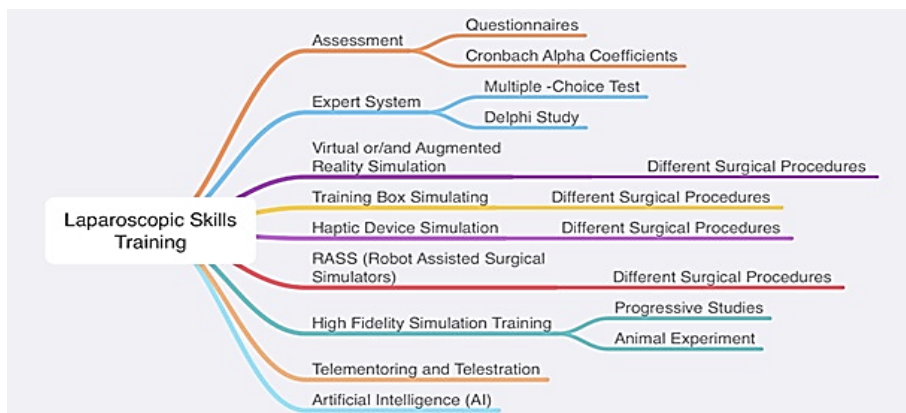 Questionnaires
Assessment
Cronbach Alpha Coefficients
Multiple -Choice Test
Expert System
Delphi Study
Virtual or/and Augmented
Reality Simulation
Different Surgical Procedures
Training Box Simulating
Different Surgical Procedures
Laparoscopic Skills
Training
Haptic Device Simulation
Different Surgical Procedures
RASS (Robot Assisted Surgical
Simulators)
Different Surgical Procedures
Progressive Studies
High Fidelity Simulation Training
Animal Experiment
Telementoring and Telestration
Artificial Intelligence (AI)